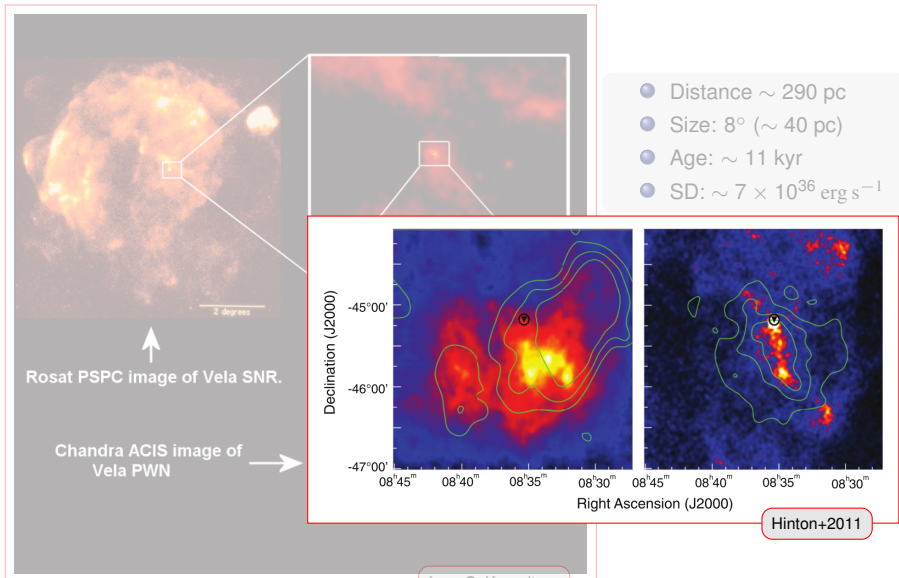 Distance ∼ 290 pc
Size: 8° (∼ 40 pc)
Age: ∼ 11 kyr
SD: ∼ 7 × 10³⁶ erg s⁻¹
2 degrees
Rosat PSPC image of Vela SNR.
Chandra ACIS image of
Vela PWN
Declination (J2000)
-45°00'
-46°00'
-47°00'
08ʰ45ᵐ 08ʰ40ᵐ 08ʰ35ᵐ 08ʰ30ᵐ 08ʰ45ᵐ 08ʰ40ᵐ 08ʰ35ᵐ 08ʰ30ᵐ
Right Ascension (J2000)
Hinton+2011